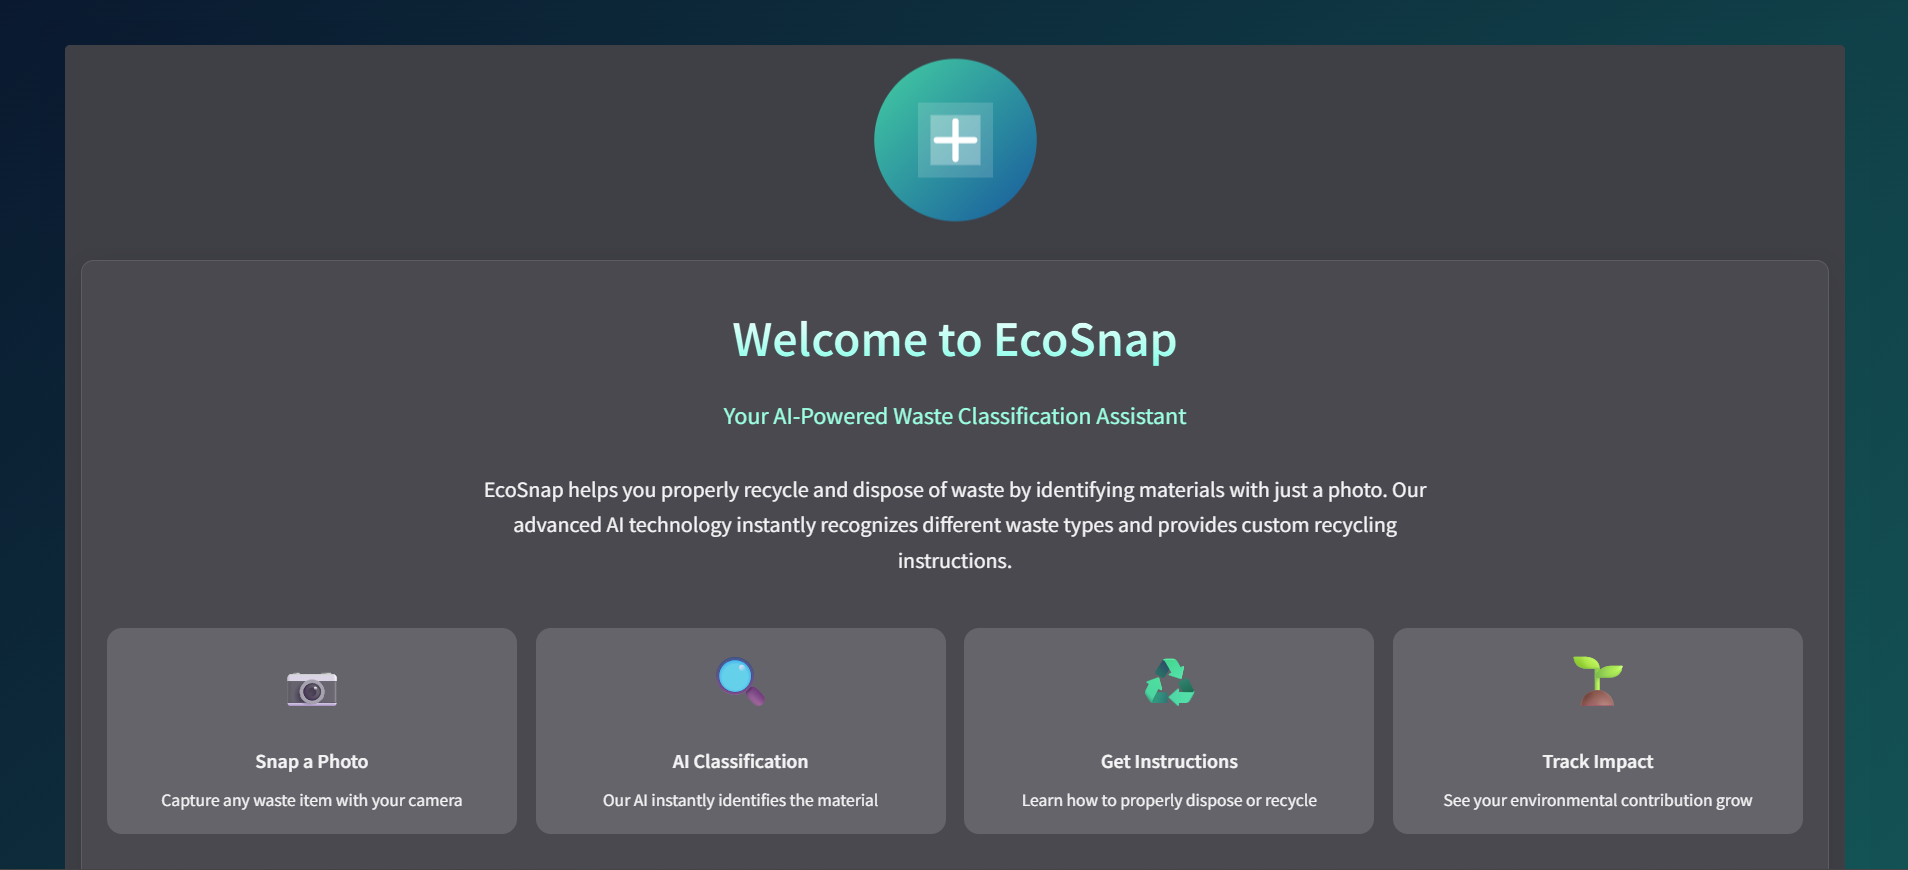 Welcome to EcoSnap
Your AI-Powered Waste Classification Assistant
EcoSnap helps you properly recycle and dispose of waste by identifying materials with just a photo. Our
advanced AI technology instantly recognizes different waste types and provides custom recycling
instructions.
Snap a Photo
Capture any waste item with your camera
AI Classification
Our AI instantly identifies the material
Get Instructions
Learn how to properly dispose or recycle
Track Impact
See your environmental contribution grow